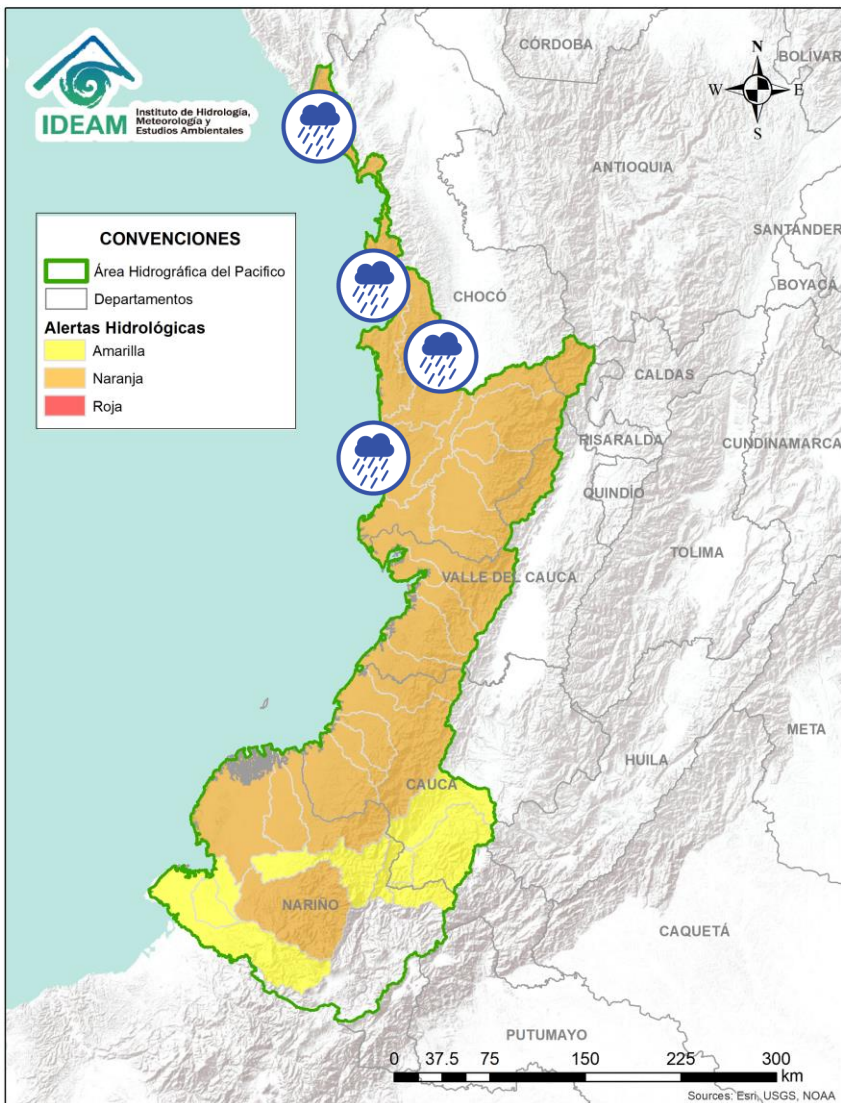 IDEAM
Instituto de Hidrología,
Meteorología y
Estudios Ambientales
CÓRDOBA
BOLÍVAR
N
W
E
S
ANTIOQUIA
SANTANDER
BOYACÁ
CONVENCIONES
Área Hidrográfica del Pacifico
Departamentos
Alertas Hidrológicas
Amarilla
Naranja
Roja
CHOCÓ
CALDAS
RISARALDA
CUNDINAMARCA
QUINDÍO
TOLIMA
VALLE DEL CAUCA
META
HUILA
CAUCA
NARIÑO
CAQUETÁ
PUTUMAYO
0 37.5 75 150 225 300
km
Sources: Esri, USGS, NOAA